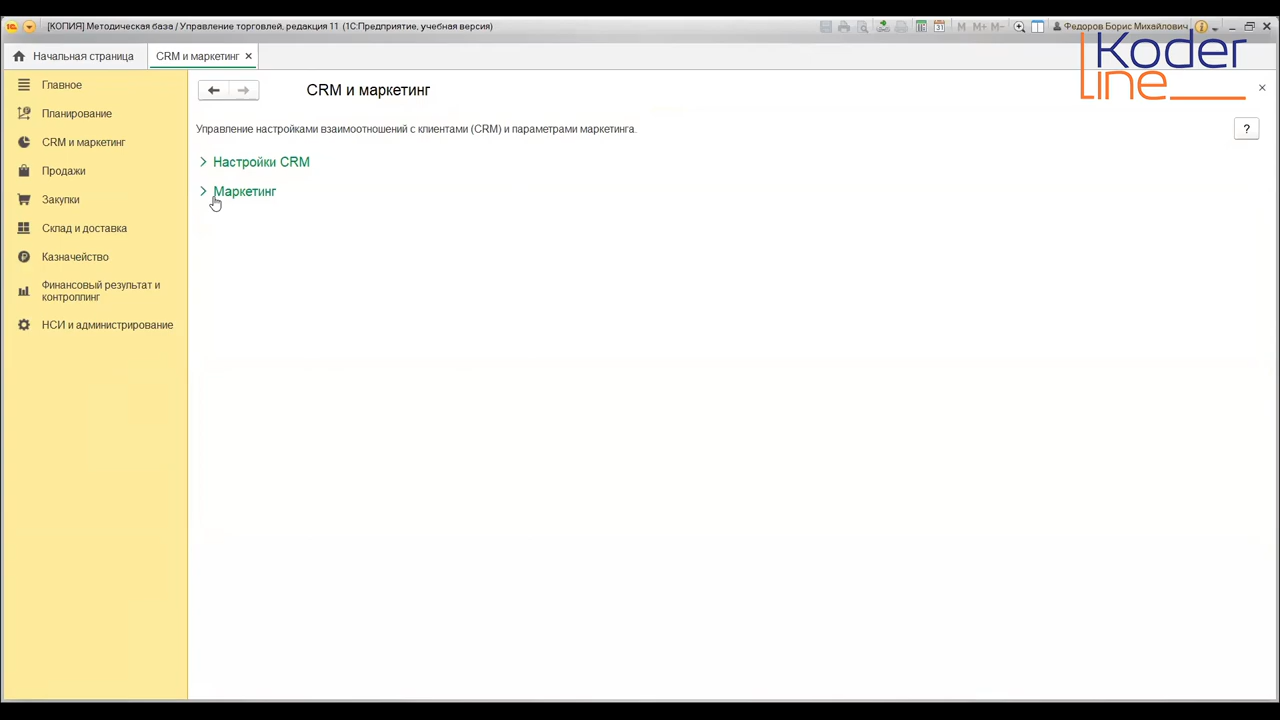 [КОПИЯ] Методическая база / Управление торговлей, редакция 11 (1С:Предприятие, учебная версия)
M M+ M-
Федоров Борис Михайлович
Начальная страница
CRM и маркетинг
Koder
line
Главное
Планирование
CRM и маркетинг
Продажи
Закупки
Склад и доставка
Казначейство
Финансовый результат и
контроллинг
НСИ и администрирование
CRM и маркетинг
Управление настройками взаимоотношений с клиентами (CRM) и параметрами маркетинга.
?
Настройки CRM
Маркетинг